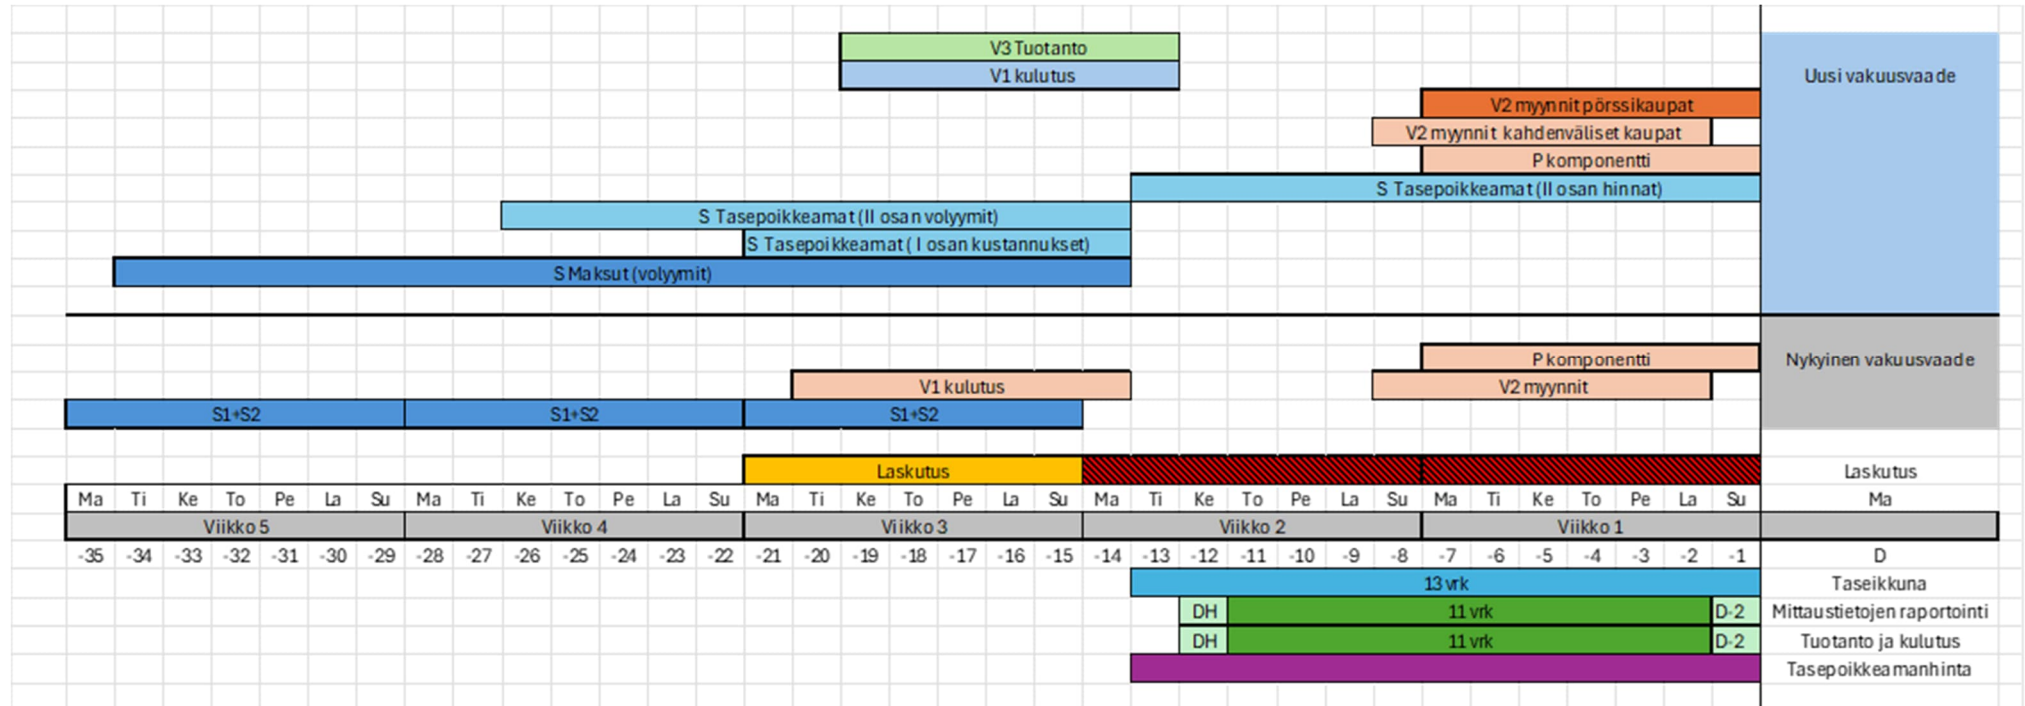 V3 Tuotanto
V1 kulutus
Uusi vakuusvaade
V2 myynnit pörssikaupat
V2 myynnit kahdenväliset kaupat
P komponentti
S Tasepoikkeamat (II osan hinnat)
S Tasepoikkeamat (II osan volyymit)
S Tasepoikkeamat ( I osan kustannukset)
S Maksut (volyymit)
P komponentti Nykyinen vakuusvaade
V1 kulutus V2 myynnit
S1+S2 S1+S2 S1+S2
Laskutus Laskutus
Ma Ti Ke To Pe La Su Ma Ti Ke To Pe La Su Ma Ti Ke To Pe La Su Ma Ti Ke To Pe La Su Ma Ti Ke To Pe La Su Ma
Viikko 5 Viikko 4 Viikko 3 Viikko 2 Viikko 1
-35 -34 -33 -32 -31 -30 -29 -28 -27 -26 -25 -24 -23 -22 -21 -20 -19 -18 -17 -16 -15 -14 -13 -12 -11 -10 -9 -8 -7 -6 -5 -4 -3 -2 -1 D
13 vrk Taseikkuna
DH 11 vrk D-2 Mittaustietojen raportointi
DH 11 vrk D-2 Tuotanto ja kulutus
Tasepoikkeamanhinta